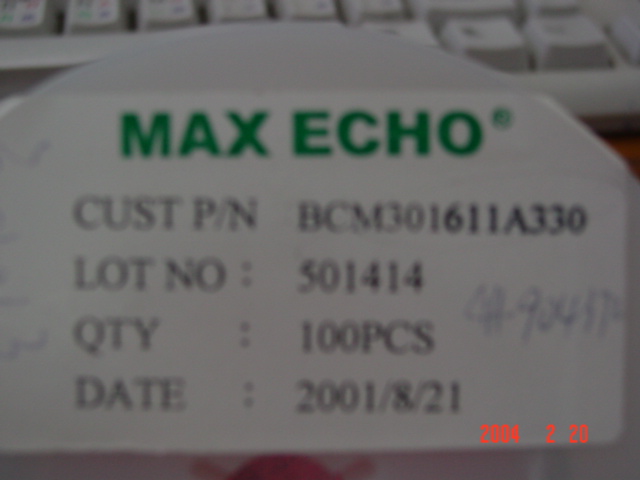 MAX ECHO®
CUST P/N BCM301611A330
LOT NO : 501414
QTY : 100PCS
DATE : 2001/8/21
2004 2 20